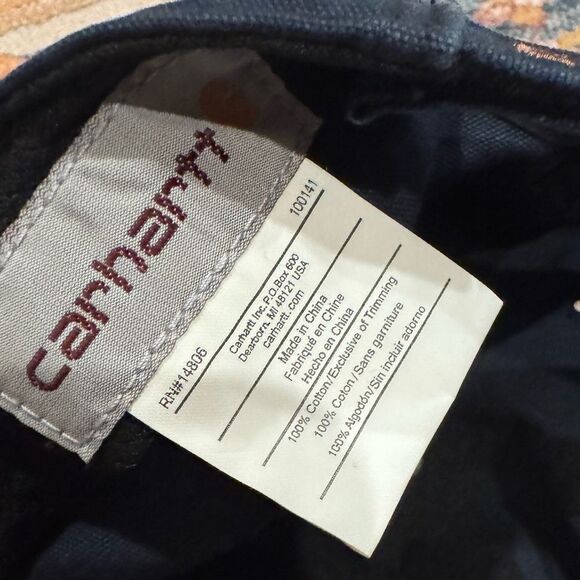 carhartt
RN#14806 100141
Carhartt Inc. P.O.Box 600
Dearborn, MI 48121 USA
carhartt.com
Made in China
Fabriqué en Chine
Hecho en China
100% Cotton/Exclusive of Trimming
100% Coton/Sans garniture
100% Algodón/Sin incluir adorno